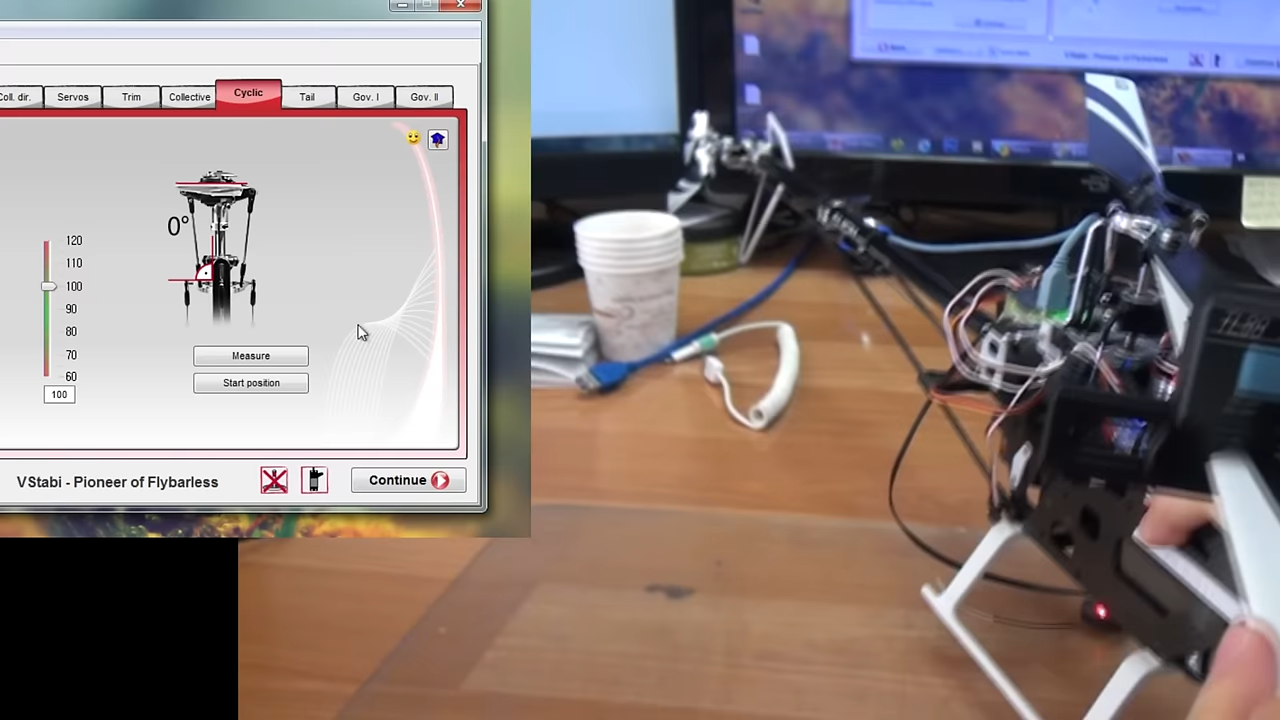 Coll. dir. Servos Trim Collective Cyclic Tail Gov. I Gov. II
0°
120
110
100
90
80
70
60
100
Measure
Start position
VStabi - Pioneer of Flybarless
Continue